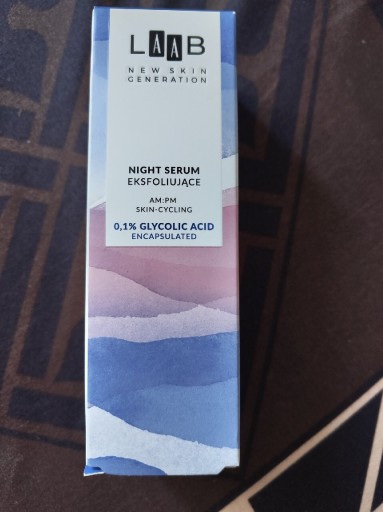 LAAB
NEW SKIN
GENERATION
NIGHT SERUM
EKSFOLIUJĄCE
AM:PM
SKIN-CYCLING
0,1% GLYCOLIC ACID
ENCAPSULATED